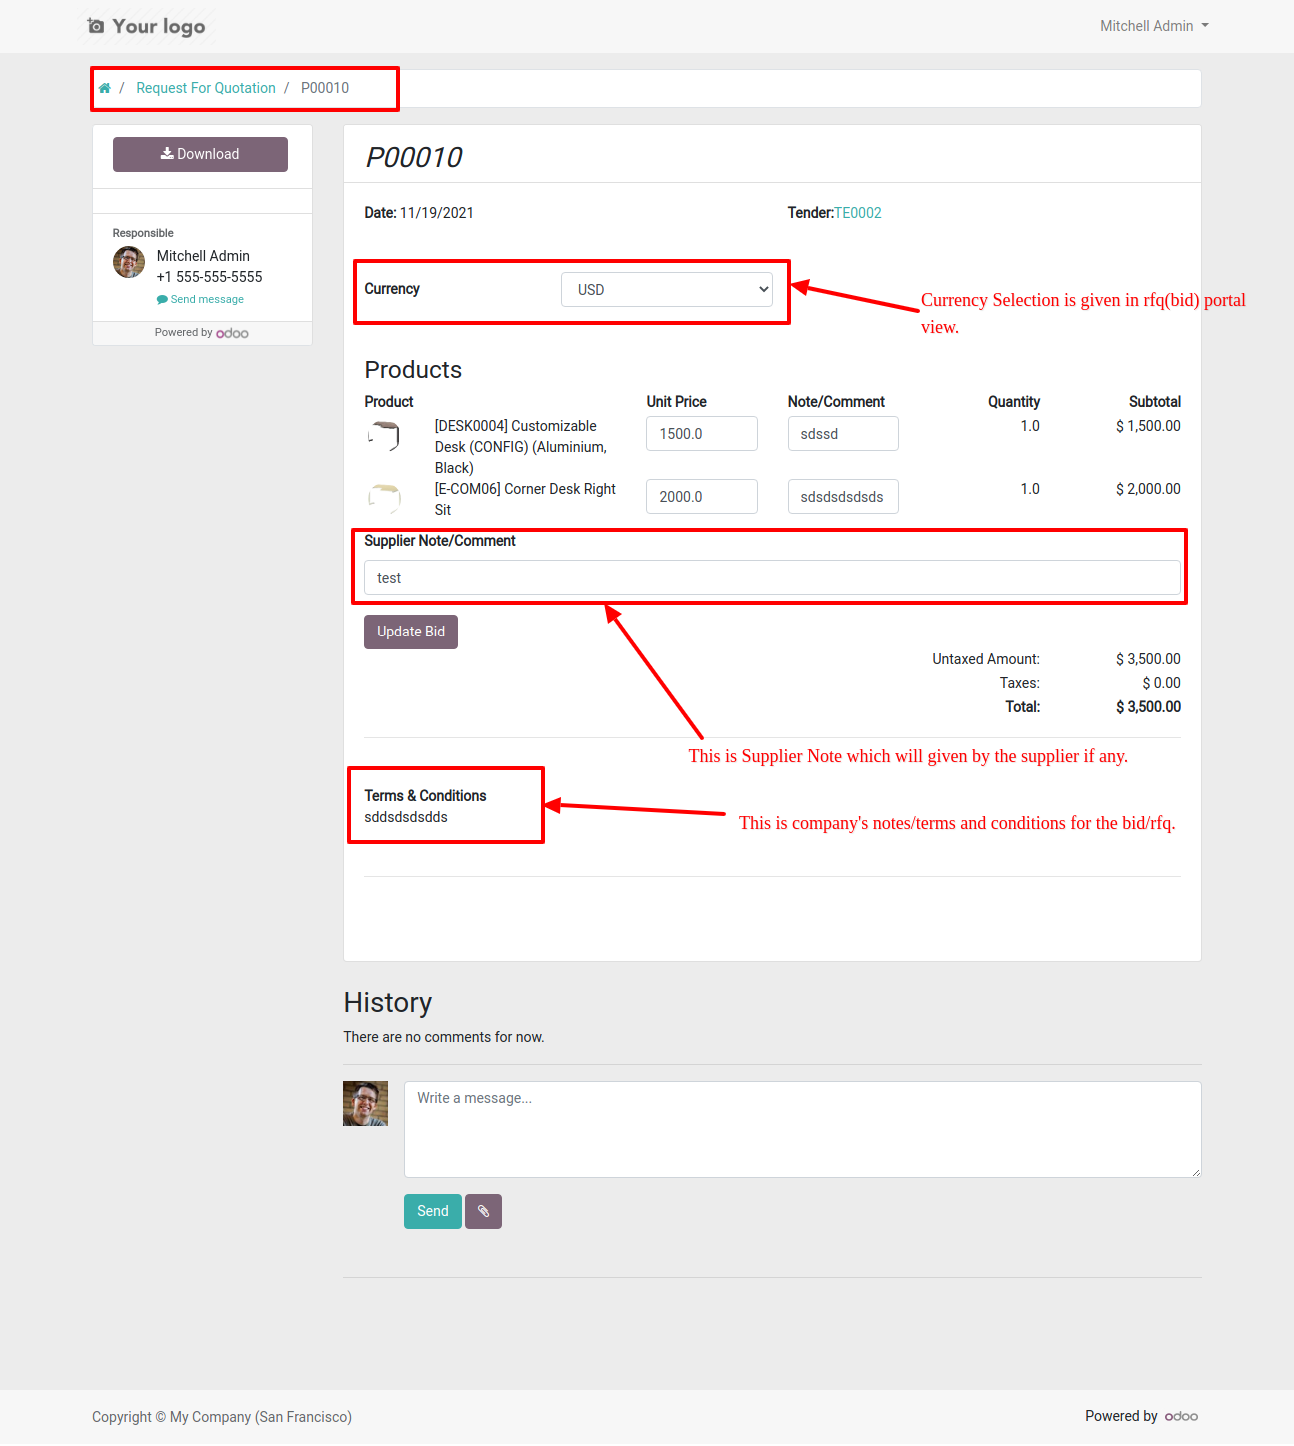 Your logo
Mitchell Admin
/ Request For Quotation / P00010
Download
Responsible
Mitchell Admin
+1 555-555-5555
Send message
Powered by odoo
P00010
Date: 11/19/2021
Tender:TE0002
Currency
USD
Currency Selection is given in rfq(bid) portal
view.
Products
Product Unit Price Note/Comment Quantity Subtotal
[DESK0004] Customizable 1500.0 sdssd 1.0 $ 1,500.00
Desk (CONFIG) (Aluminium,
Black)
[E-COM06] Corner Desk Right 2000.0 sdsdsdsdsds 1.0 $ 2,000.00
Sit
Supplier Note/Comment
test
Update Bid
Untaxed Amount: $ 3,500.00
Taxes: $ 0.00
Total: $ 3,500.00
This is Supplier Note which will given by the supplier if any.
Terms & Conditions
sddsdsdsdds
This is company's notes/terms and conditions for the bid/rfq.
History
There are no comments for now.
Write a message...
Send
Copyright © My Company (San Francisco)
Powered by odoo